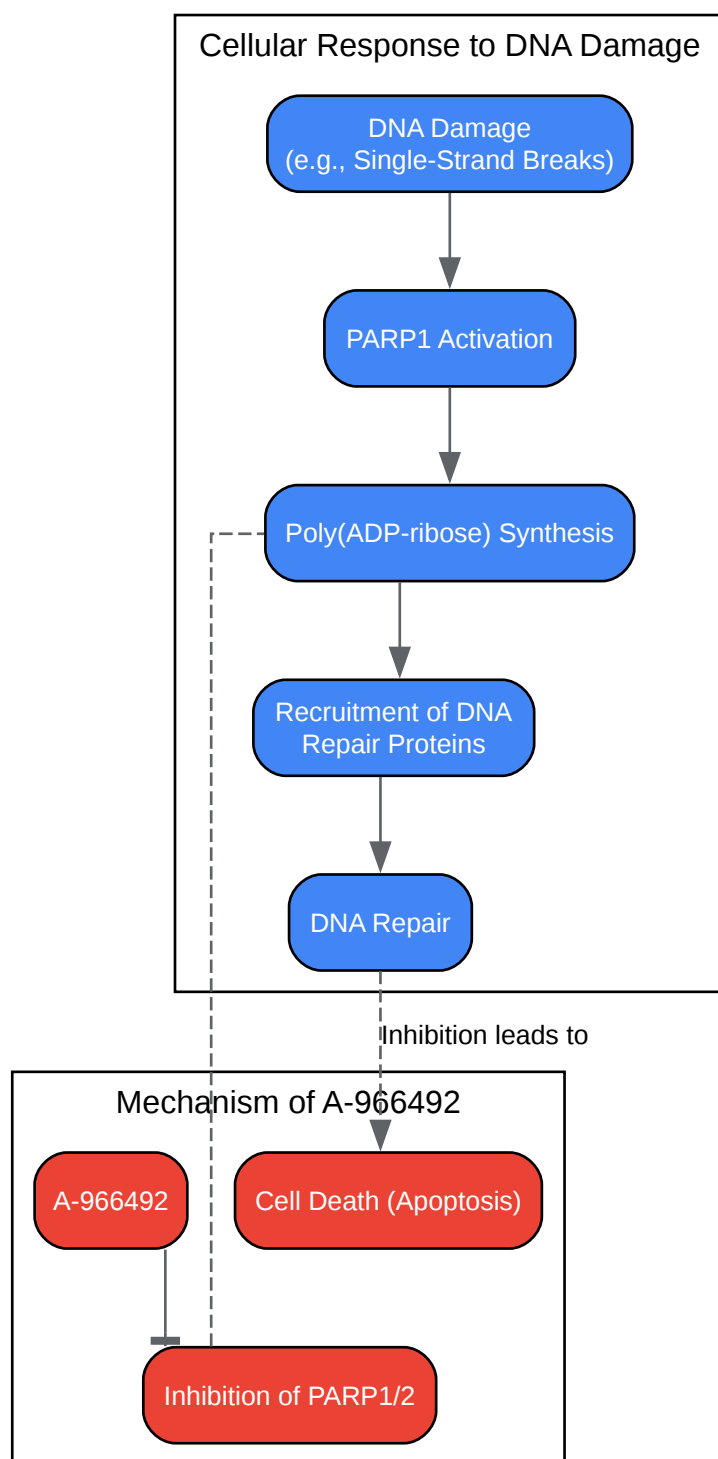 Cellular Response to DNA Damage
DNA Damage
(e.g., Single-Strand Breaks)
PARP1 Activation
Poly(ADP-ribose) Synthesis
Recruitment of DNA
Repair Proteins
DNA Repair
Inhibition leads to
Mechanism of A-966492
A-966492
Cell Death (Apoptosis)
Inhibition of PARP1/2